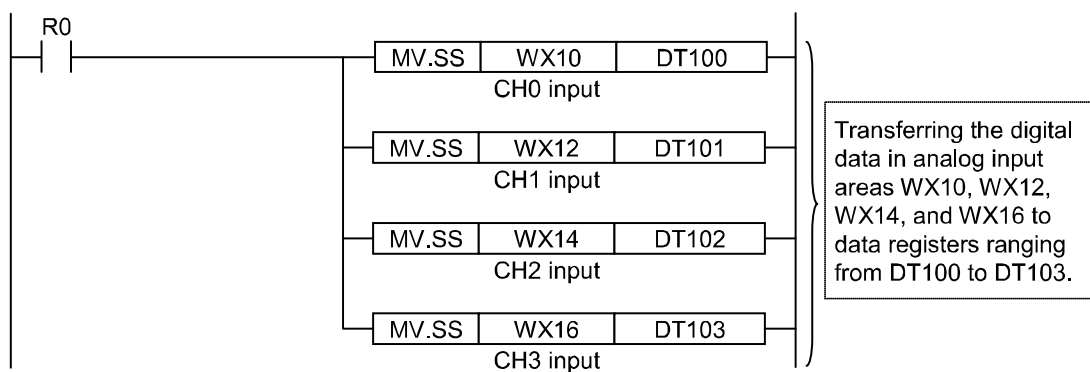 R0
MV.SS WX10 DT100
CH0 input
MV.SS WX12 DT101
CH1 input
MV.SS WX14 DT102
CH2 input
MV.SS WX16 DT103
CH3 input
Transferring the digital
data in analog input
areas WX10, WX12,
WX14, and WX16 to
data registers ranging
from DT100 to DT103.